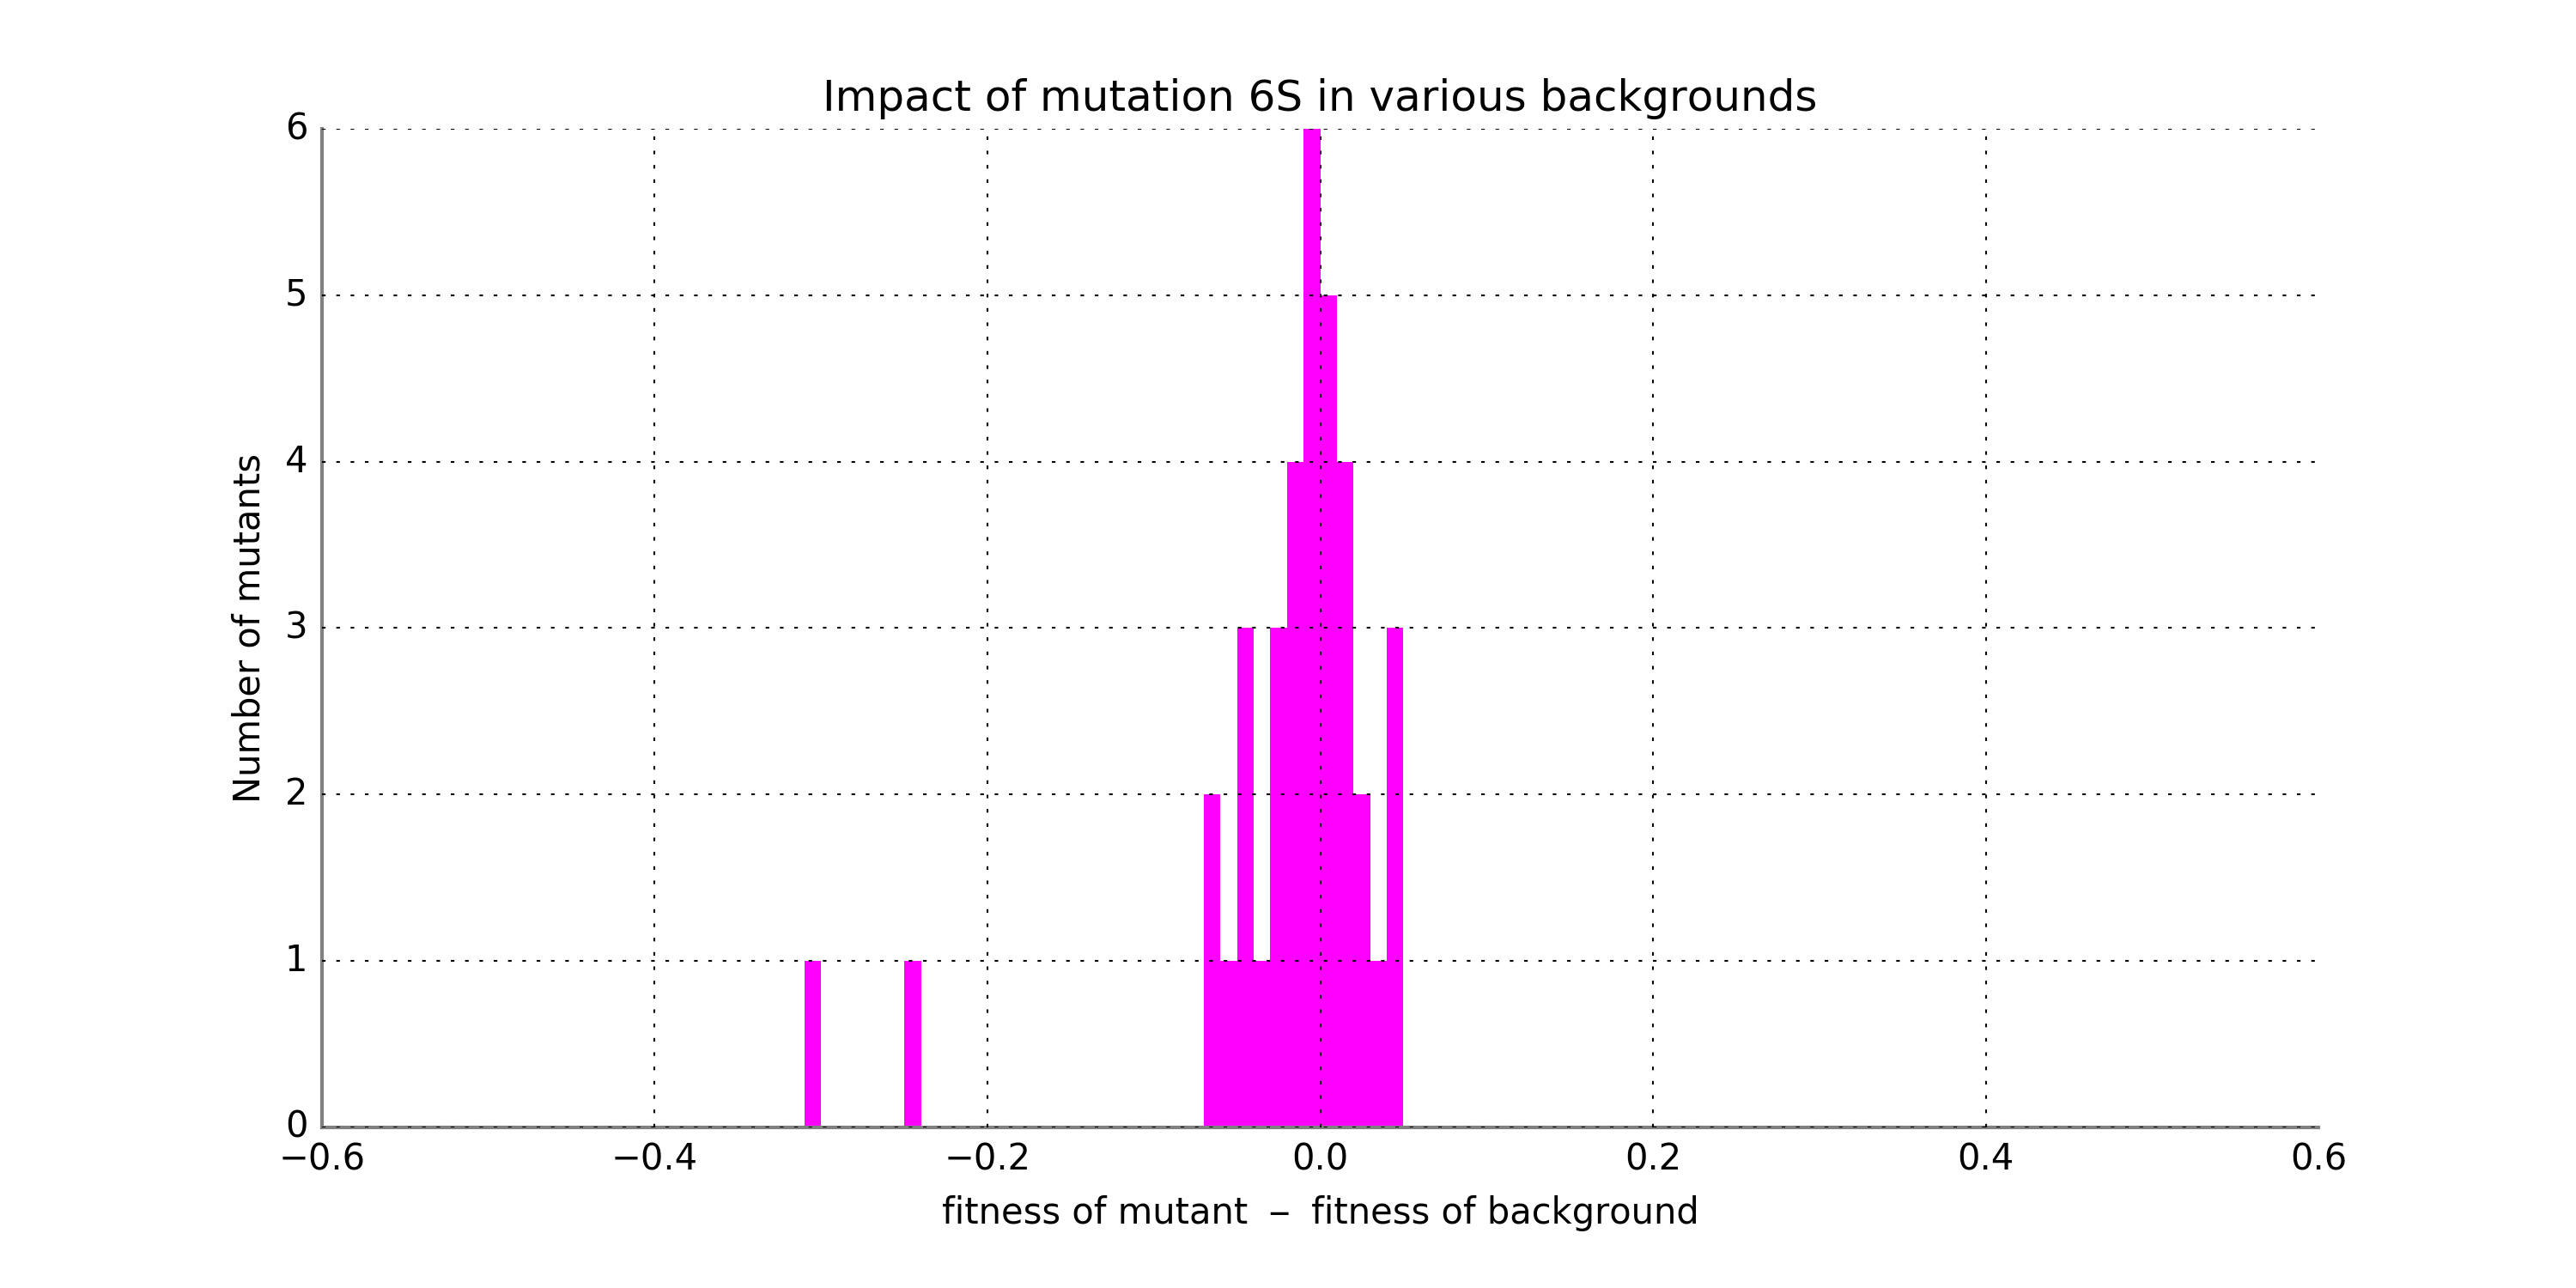 Impact of mutation 6S in various backgrounds
6
5
4
3
2
1
0
Number of mutants
−0.6 −0.4 −0.2 0.0 0.2 0.4 0.6
fitness of mutant − fitness of background